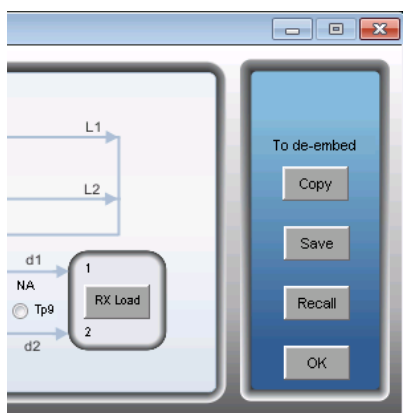 L1
L2
d1
1
NA
RX Load
Tp9
2
d2
To de-embed
Copy
Save
Recall
OK